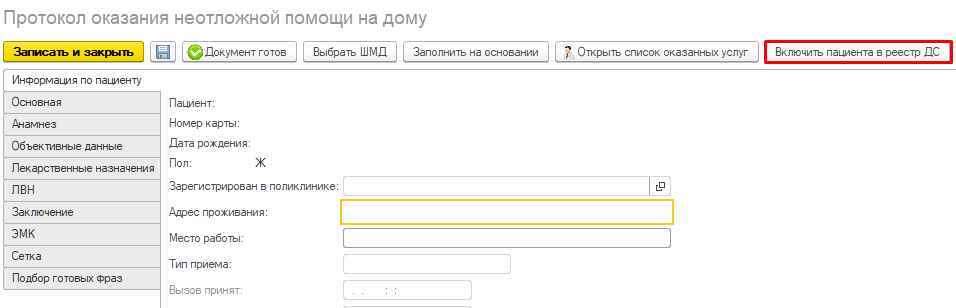 Протокол оказания неотложной помощи на дому
Записать и закрыть Документ готов Выбрать ШМД Заполнить на основании Открыть список оказанных услуг Включить пациента в реестр ДС
Информация по пациенту
Основная
Анамнез
Объективные данные
Лекарственные назначения
ЛВН
Заключение
ЭМК
Сетка
Подбор готовых фраз
Пациент:
Номер карты:
Дата рождения:
Пол: Ж
Зарегистрирован в поликлинике:
Адрес проживания:
Место работы:
Тип приема:
Вызов принят: . . : :